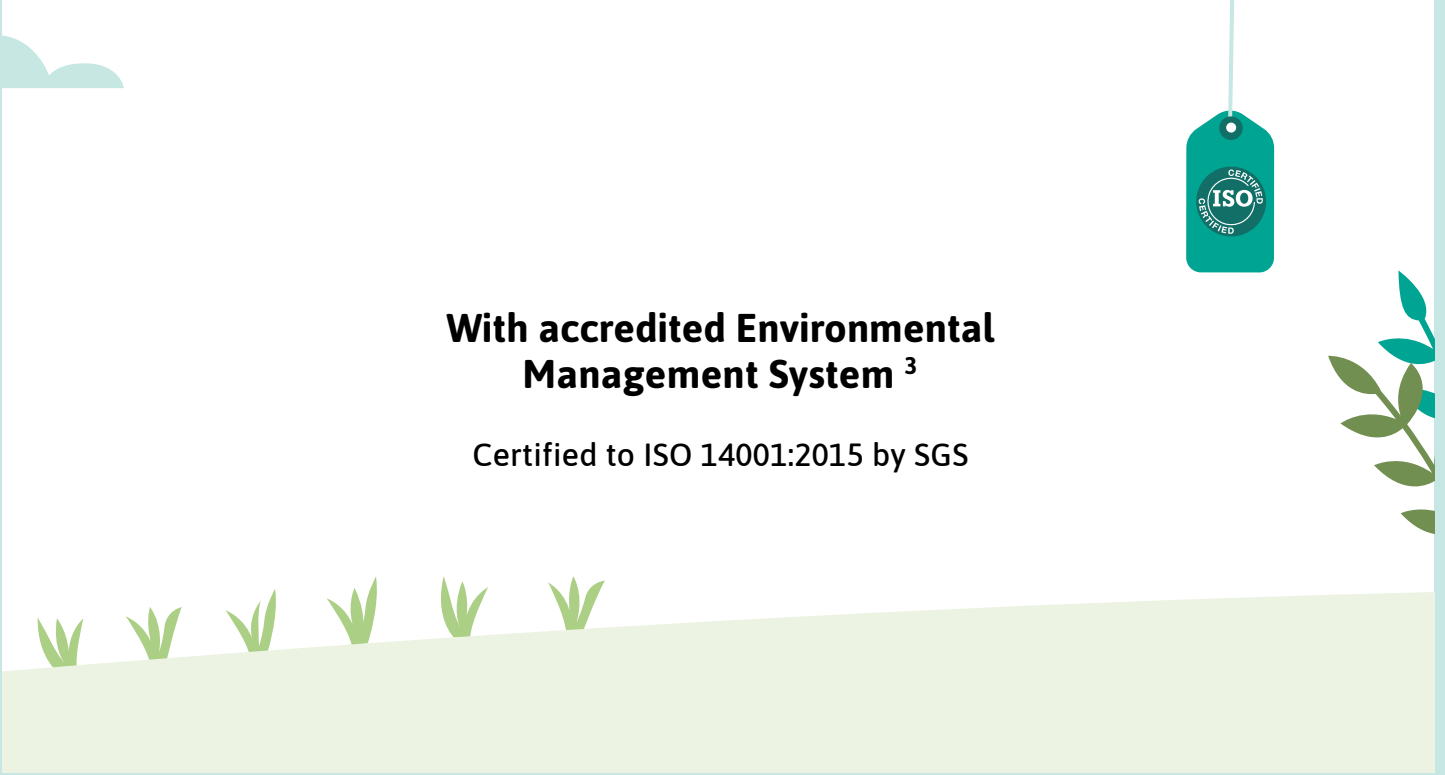 CERTIFIED
ISO
CERTIFIED
With accredited Environmental
Management System ³
Certified to ISO 14001:2015 by SGS